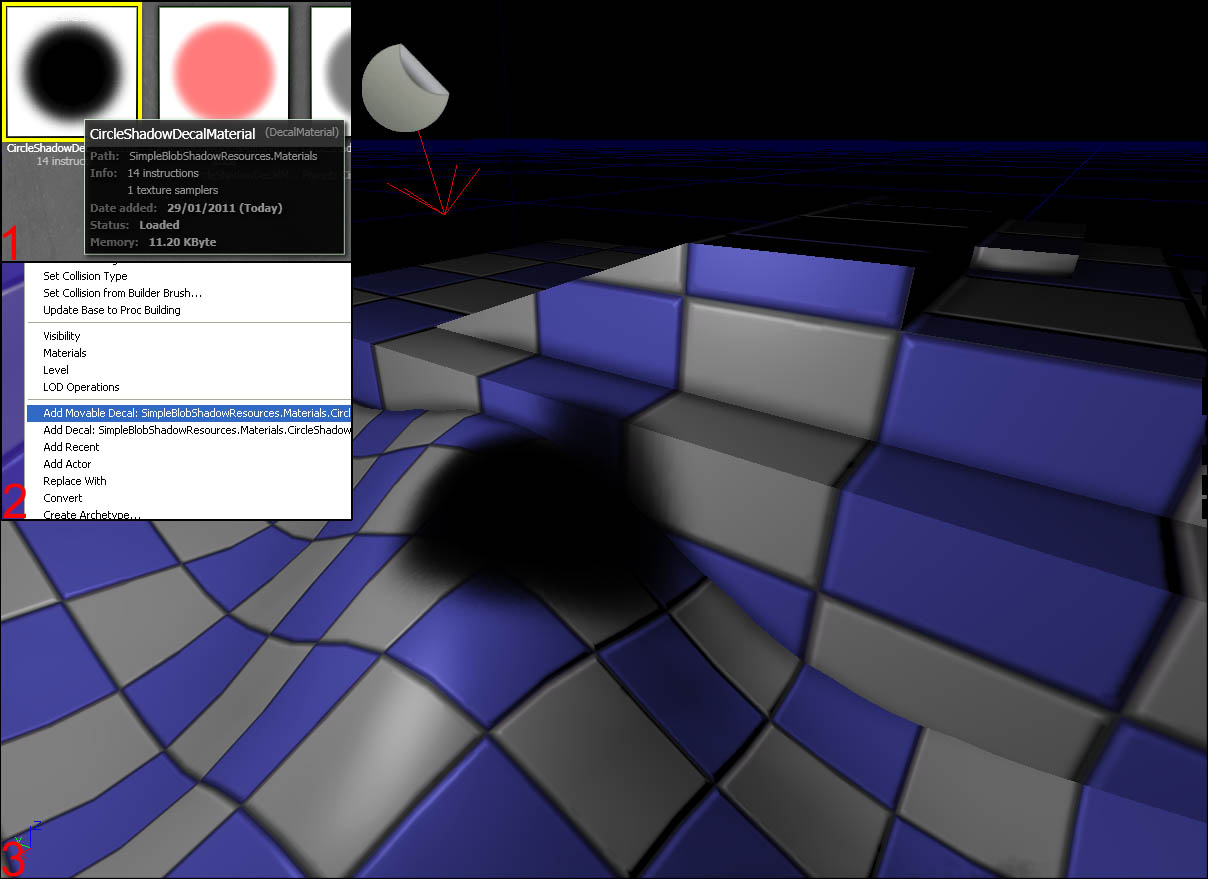 CircleShadowDe
14 instruc
CircleShadowDecalMaterial (DecalMaterial)
Path: SimpleBlobShadowResources.Materials
Info: 14 instructions
1 texture samplers
Date added: 29/01/2011 (Today)
Status: Loaded
Memory: 11.20 KByte
1
Set Collision Type
Set Collision from Builder Brush...
Update Base to Proc Building
Visibility
Materials
Level
LOD Operations
Add Movable Decal: SimpleBlobShadowResources.Materials.Circl
Add Decal: SimpleBlobShadowResources.Materials.CircleShadow
Add Recent
Add Actor
Replace With
Convert
Create Archetype...
2
Z
Y
3